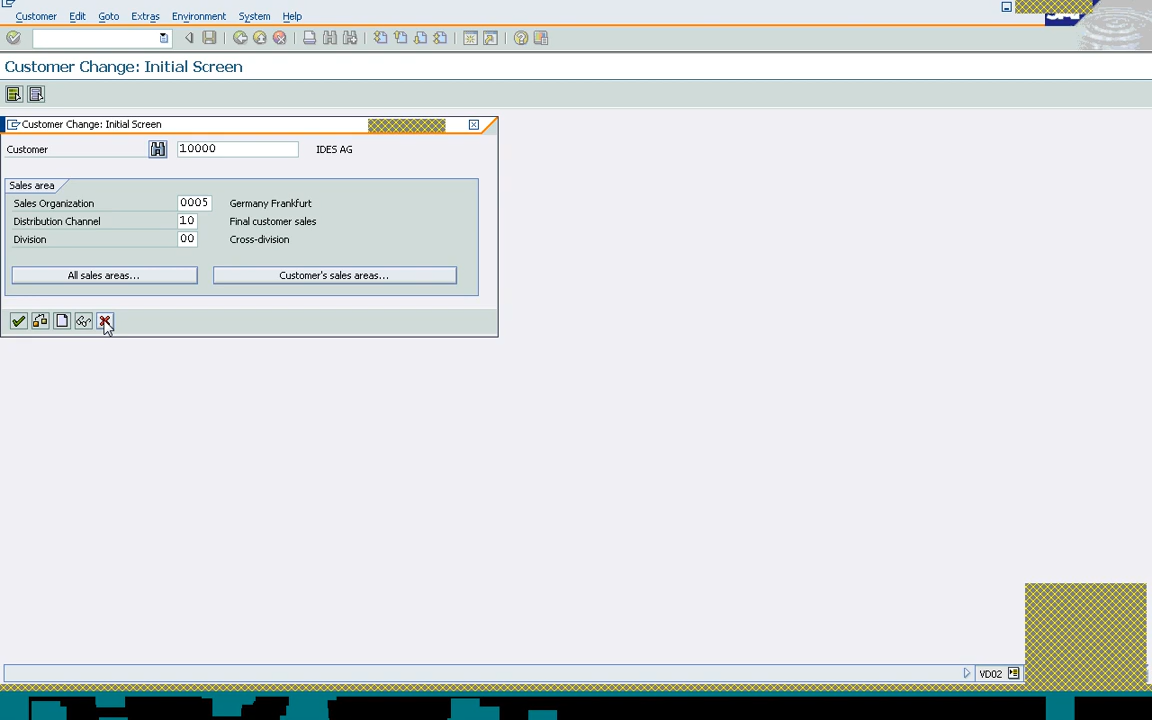 Customer Edit Goto Extras Environment System Help
Customer Change: Initial Screen
Customer Change: Initial Screen
Customer 10000 IDES AG
Sales area
Sales Organization 0005 Germany Frankfurt
Distribution Channel 10 Final customer sales
Division 00 Cross-division
All sales areas... Customer's sales areas...
VD02